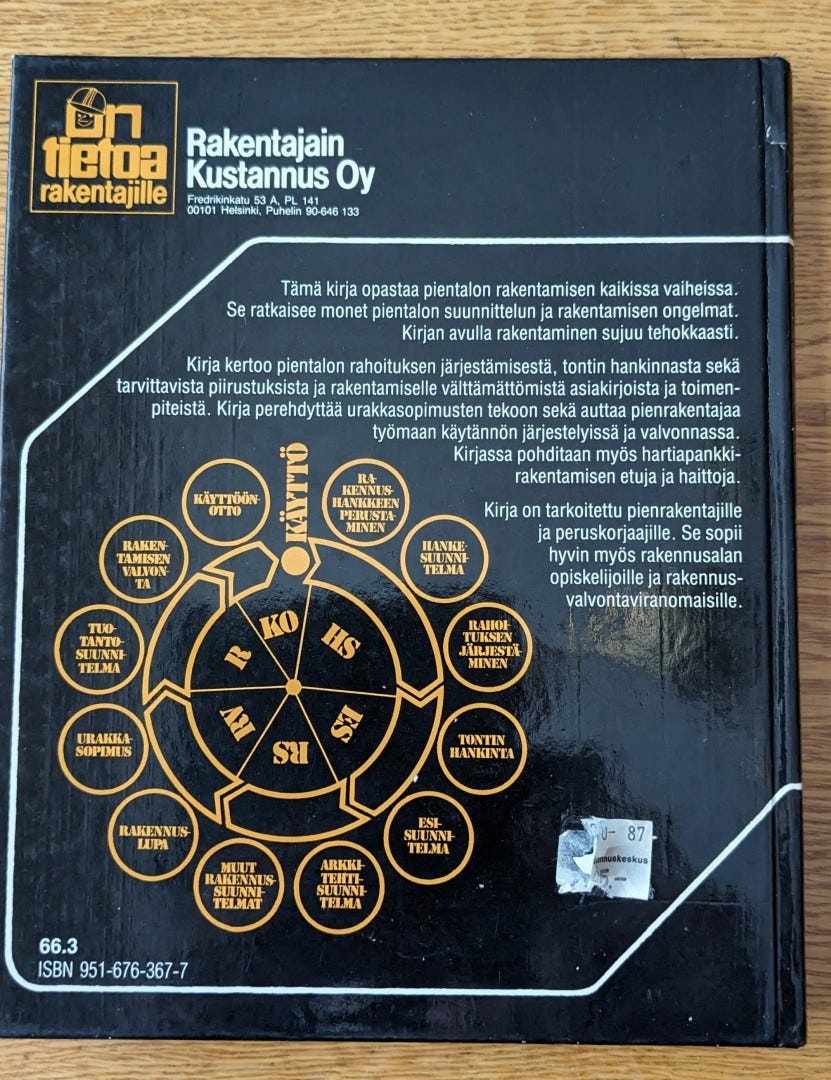 on
tietoa
rakentajille
Rakentajain
Kustannus Oy
Fredrikinkatu 53 A, PL 141
00101 Helsinki, Puhelin 90-646 133
Tämä kirja opastaa pientalon rakentamisen kaikissa vaiheissa.
Se ratkaisee monet pientalon suunnittelun ja rakentamisen ongelmat.
Kirjan avulla rakentaminen sujuu tehokkaasti.
Kirja kertoo pientalon rahoituksen järjestämisestä, tontin hankinnasta sekä
tarvittavista piirustuksista ja rakentamiselle välttämättömistä asiakirjoista ja toimen-
piteistä. Kirja perehdyttää urakkasopimusten tekoon sekä auttaa pienrakentajaa
työmaan käytännön järjestelyissä ja valvonnassa.
Kirjassa pohditaan myös hartiapankki-
rakentamisen etuja ja haittoja.
Kirja on tarkoitettu pienrakentajille
ja peruskorjaajille. Se sopii
hyvin myös rakennusalan
opiskelijoille ja rakennus-
valvontaviranomaisille.
KÄYTTÖ
RA-
KENNUS-
HANKKEEN
PERUSTA-
MINEN
HANKE-
SUUNNI-
TELMA
RAHOI-
TUKSEN
JÄRJESTÄ-
MINEN
TONTIN
HANKINTA
ESI-
SUUNNI-
TELMA
ARKKI-
TEHTI-
SUUNNI-
TELMA
MUUT
RAKENNUS-
SUUNNI-
TELMAT
RAKENNUS-
LUPA
URAKKA-
SOPIMUS
TUO-
TANTO-
SUUNNI-
TELMA
RAKEN-
TAMISEN
VALVON-
TA
KÄYTTÖÖN-
OTTO
KO
HS
ES
RS
RV
R
0- 87
nnuskeskus
5.-
66.3
ISBN 951-676-367-7